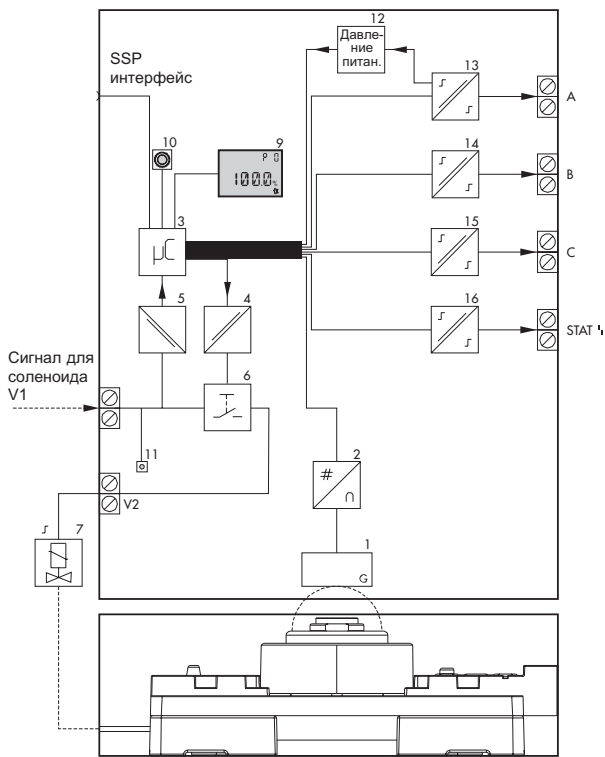 12
Давле-
ние
питан.
SSP
интерфейс
13
A
10
9
P 0
100.0%
14
B
3
µC
15
C
5
4
16
STAT
Сигнал для
соленоида
V1
6
11
2
#
∩
V2
7
1
G